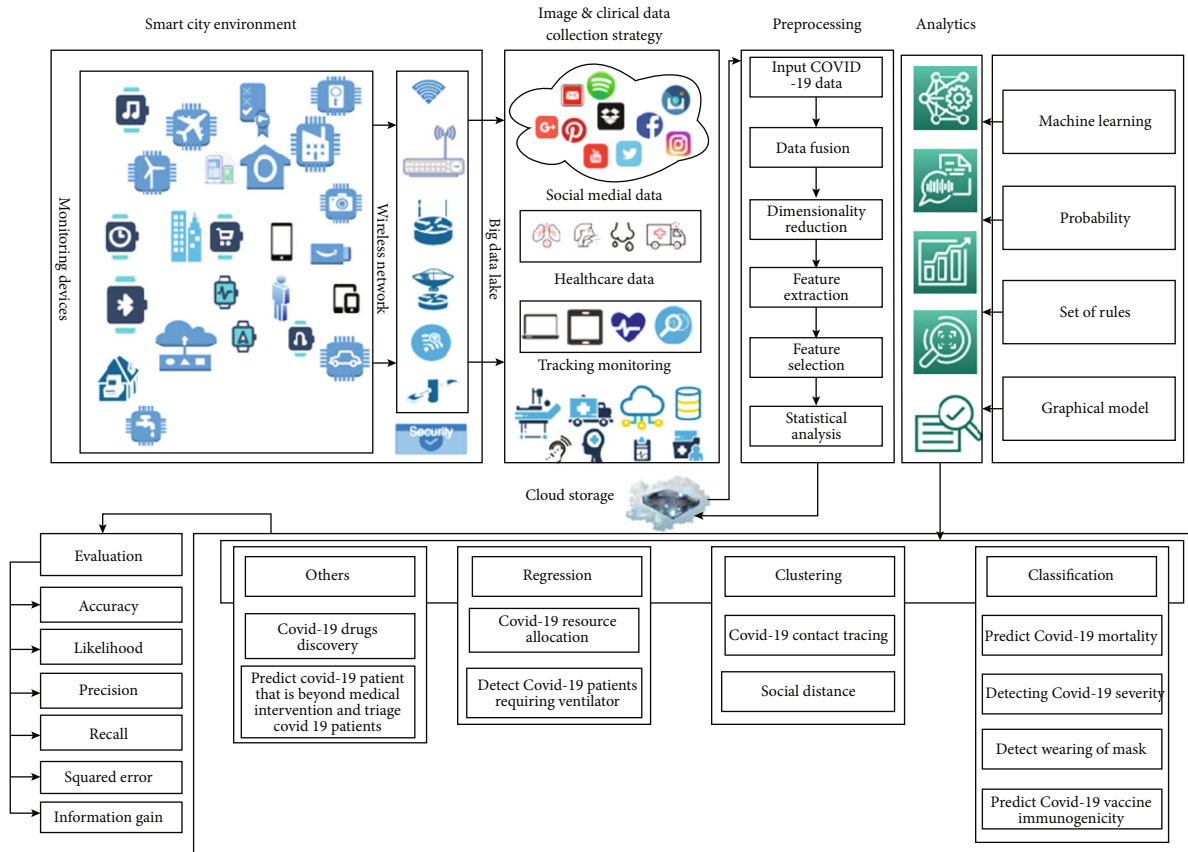 Smart city environment
Image & clirical data
collection strategy
Preprocessing
Analytics
Monitoring devices
Wireless network
Big data lake
Security
G+
You
Social medial data
Healthcare data
Tracking monitoring
Input COVID
-19 data
Data fusion
Dimensionality
reduction
Feature
extraction
Feature
selection
Statistical
analysis
Machine learning
Probability
Set of rules
Graphical model
Cloud storage
Evaluation
Accuracy
Likelihood
Precision
Recall
Squared error
Information gain
Others
Covid-19 drugs
discovery
Predict covid-19 patient
that is beyond medical
intervention and triage
covid 19 patients
Regression
Covid-19 resource
allocation
Detect Covid-19 patients
requiring ventilator
Clustering
Covid-19 contact tracing
Social distance
Classification
Predict Covid-19 mortality
Detecting Covid-19 severity
Detect wearing of mask
Predict Covid-19 vaccine
immunogenicity